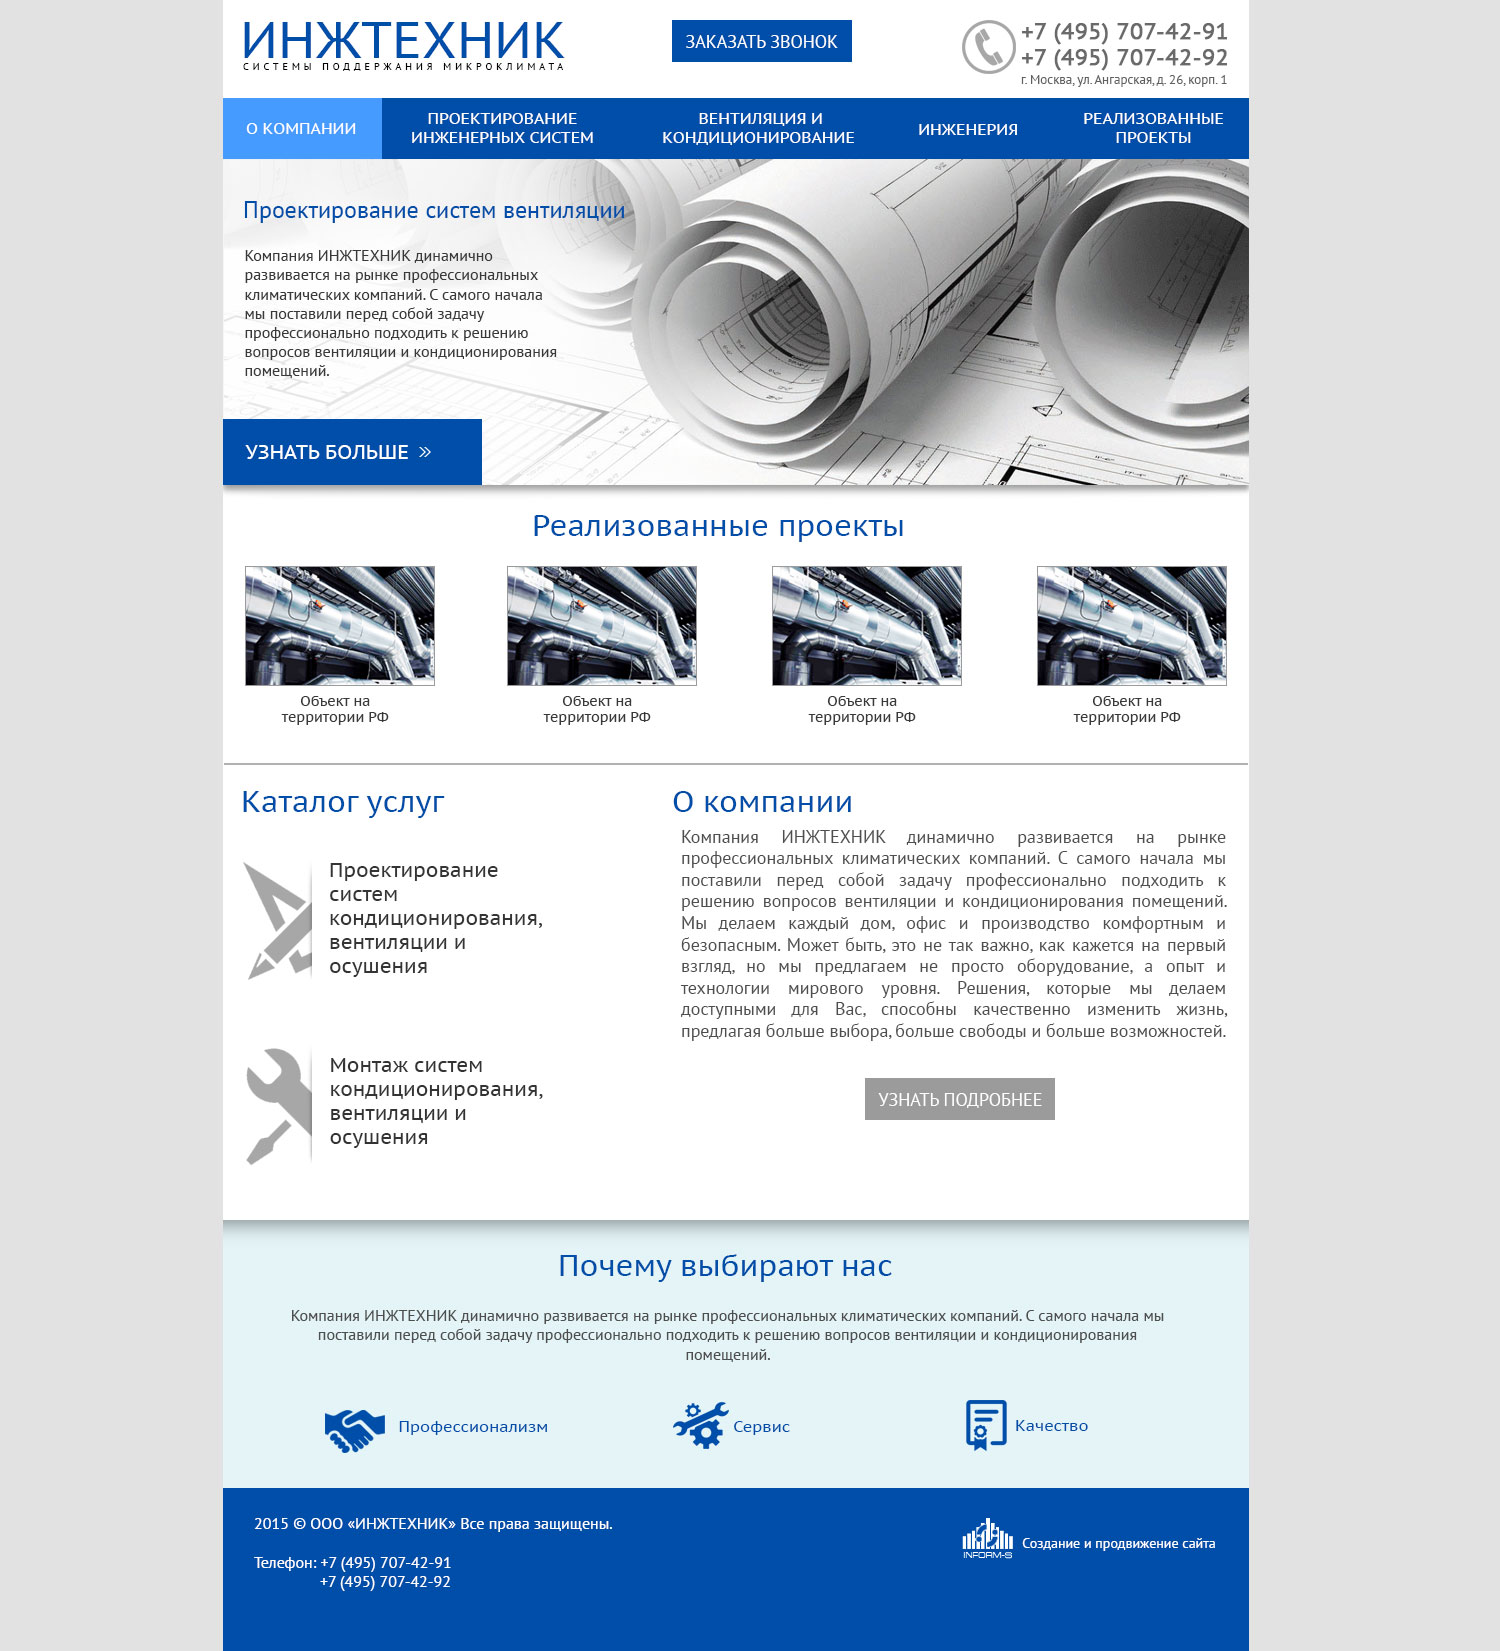 ИНЖТЕХНИК
СИСТЕМЫ ПОДДЕРЖАНИЯ МИКРОКЛИМАТА
ЗАКАЗАТЬ ЗВОНОК
+7 (495) 707-42-91
+7 (495) 707-42-92
г. Москва, ул. Ангарская, д. 26, корп. 1
О КОМПАНИИ
ПРОЕКТИРОВАНИЕ
ИНЖЕНЕРНЫХ СИСТЕМ
ВЕНТИЛЯЦИЯ И
КОНДИЦИОНИРОВАНИЕ
ИНЖЕНЕРИЯ
РЕАЛИЗОВАННЫЕ
ПРОЕКТЫ
Проектирование систем вентиляции
Компания ИНЖТЕХНИК динамично
развивается на рынке профессиональных
климатических компаний. С самого начала
мы поставили перед собой задачу
профессионально подходить к решению
вопросов вентиляции и кондиционирования
помещений.
УЗНАТЬ БОЛЬШЕ »
Реализованные проекты
Объект на
территории РФ
Объект на
территории РФ
Объект на
территории РФ
Объект на
территории РФ
Каталог услуг
Проектирование
систем
кондиционирования,
вентиляции и
осушения
Монтаж систем
кондиционирования,
вентиляции и
осушения
О компании
Компания ИНЖТЕХНИК динамично развивается на рынке
профессиональных климатических компаний. С самого начала мы
поставили перед собой задачу профессионально подходить к
решению вопросов вентиляции и кондиционирования помещений.
Мы делаем каждый дом, офис и производство комфортным и
безопасным. Может быть, это не так важно, как кажется на первый
взгляд, но мы предлагаем не просто оборудование, а опыт и
технологии мирового уровня. Решения, которые мы делаем
доступными для Вас, способны качественно изменить жизнь,
предлагая больше выбора, больше свободы и больше возможностей.
УЗНАТЬ ПОДРОБНЕЕ
Почему выбирают нас
Компания ИНЖТЕХНИК динамично развивается на рынке профессиональных климатических компаний. С самого начала мы
поставили перед собой задачу профессионально подходить к решению вопросов вентиляции и кондиционирования
помещений.
Профессионализм
Сервис
Качество
2015 © ООО «ИНЖТЕХНИК» Все права защищены.
Телефон: +7 (495) 707-42-91
+7 (495) 707-42-92
INFORM-S
Создание и продвижение сайта